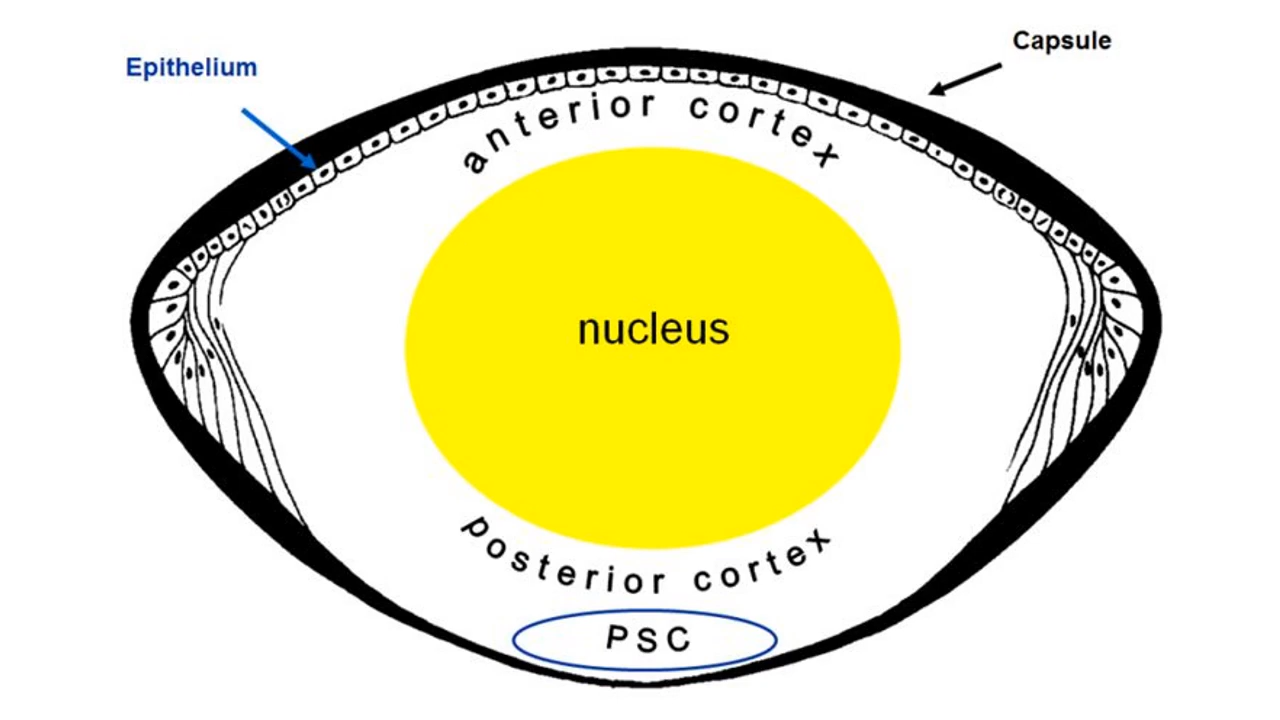 Capsule
Epithelium
anterior cortex
nucleus
posterior cortex
PSC